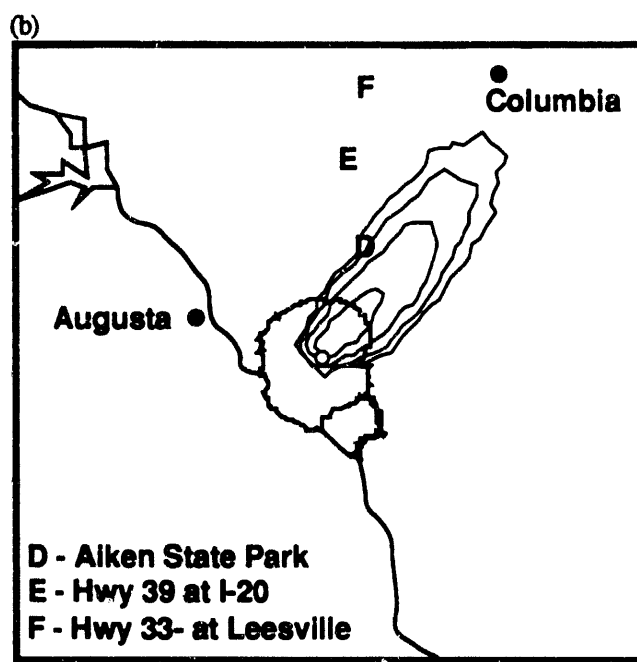 (b)
F
Columbia
E
D
Augusta
D - Aiken State Park
E - Hwy 39 at I-20
F - Hwy 33- at Leesville